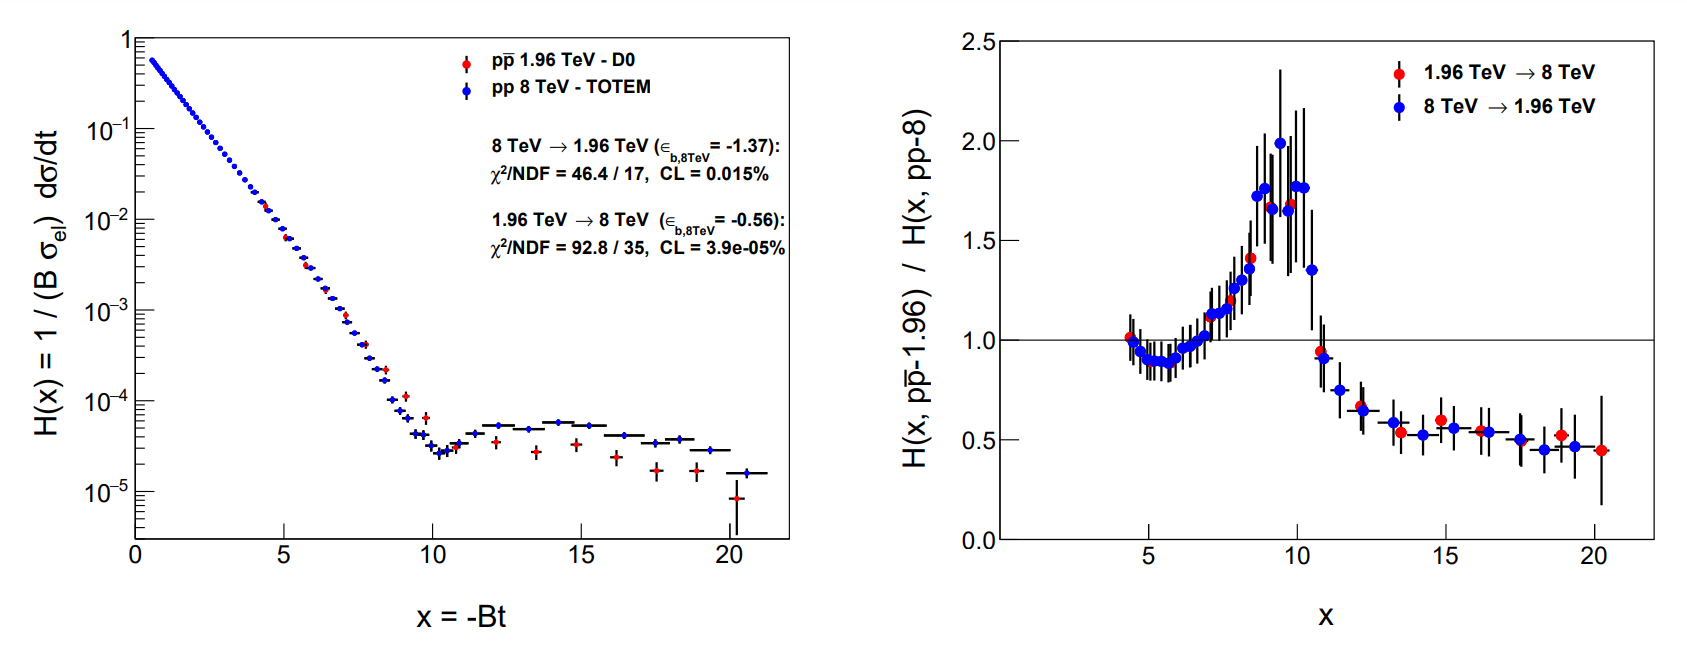 H(x) = 1 / (B σel) dσ/dt
1
10−1
10−2
10−3
10−4
10−5
pp̅ 1.96 TeV - D0
pp 8 TeV - TOTEM
8 TeV → 1.96 TeV (∈b,8TeV= -1.37):
χ2/NDF = 46.4 / 17, CL = 0.015%
1.96 TeV → 8 TeV (∈b,8TeV= -0.56):
χ2/NDF = 92.8 / 35, CL = 3.9e-05%
0 5 10 15 20
x = -Bt
H(x, pp̅-1.96) / H(x, pp-8)
2.5
2.0
1.5
1.0
0.5
0.0
1.96 TeV → 8 TeV
8 TeV → 1.96 TeV
5 10 15 20
x